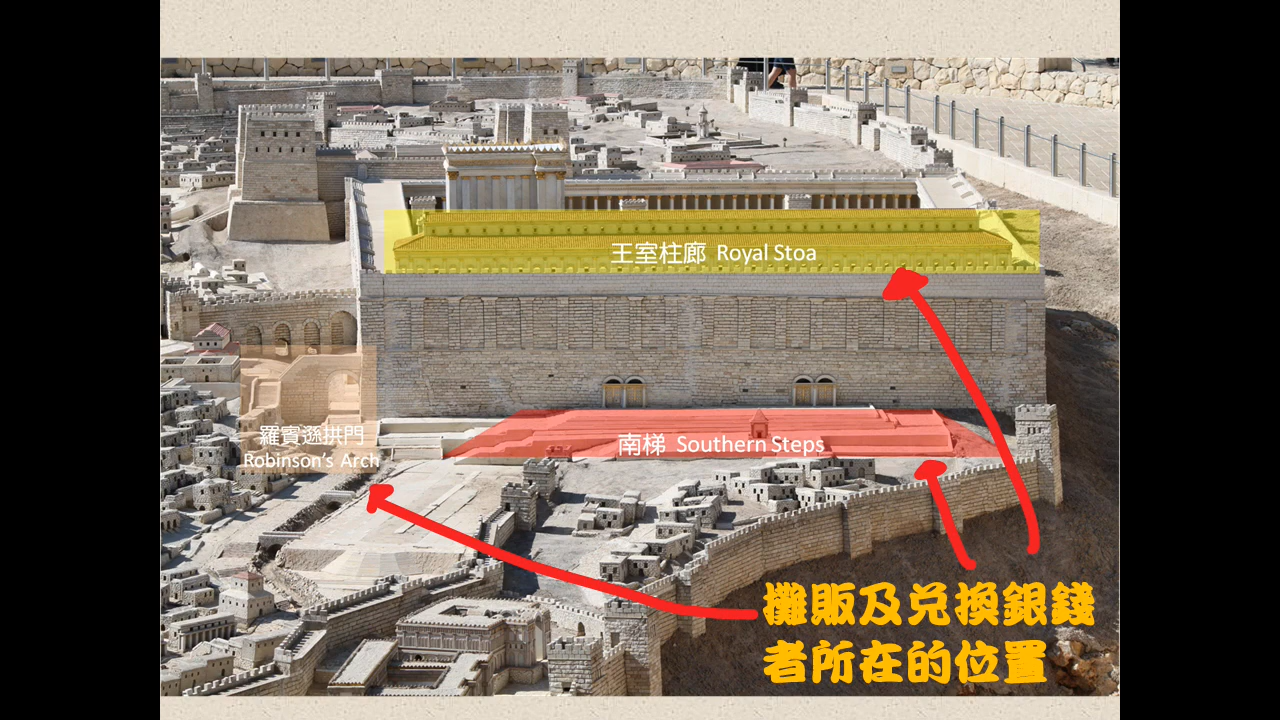 王室柱廊 Royal Stoa
羅賓遜拱門
Robinson's Arch
南梯 Southern Steps
攤販及兌換銀錢
者所在的位置